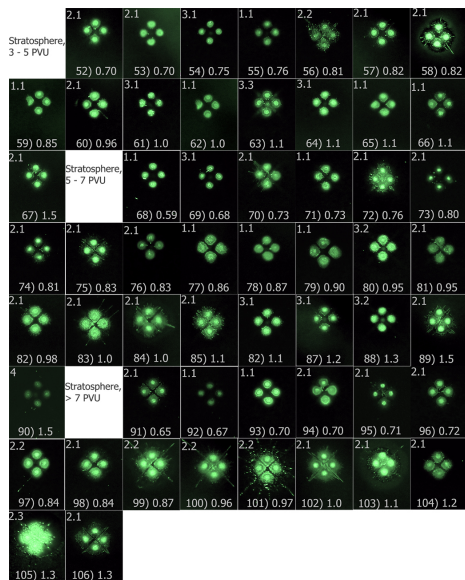 2.1 2.1 3.1 1.1 2.2 2.1 2.1
Stratosphere,
3 - 5 PVU
52) 0.70 53) 0.70 54) 0.75 55) 0.76 56) 0.81 57) 0.82 58) 0.82
1.1 2.1 3.1 1.1 3.3 3.1 1.1 1.1
59) 0.85 60) 0.96 61) 1.0 62) 1.0 63) 1.1 64) 1.1 65) 1.1 66) 1.1
2.1 1.1 3.1 2.1 1.1 2.1 2.1
Stratosphere,
5 - 7 PVU
67) 1.5 68) 0.59 69) 0.68 70) 0.73 71) 0.73 72) 0.76 73) 0.80
2.1 2.1 2.1 1.1 1.1 1.1 3.1 2.1
74) 0.81 75) 0.83 76) 0.83 77) 0.86 78) 0.87 79) 0.90 80) 0.95 81) 0.95
2.1 2.1 2.1 2.1 3.1 3.1 3.2 2.1
82) 0.98 83) 1.0 84) 1.0 85) 1.1 82) 1.1 87) 1.2 88) 1.3 89) 1.5
4 2.1 1.1 1.1 2.1 2.1 2.1
Stratosphere,
> 7 PVU
90) 1.5 91) 0.65 92) 0.67 93) 0.70 94) 0.70 95) 0.71 96) 0.72
2.2 2.1 2.2 2.2 2.2 2.1 2.1 2.1
97) 0.84 98) 0.84 99) 0.87 100) 0.96 101) 0.97 102) 1.0 103) 1.1 104) 1.2
2.3 2.1
105) 1.3 106) 1.3